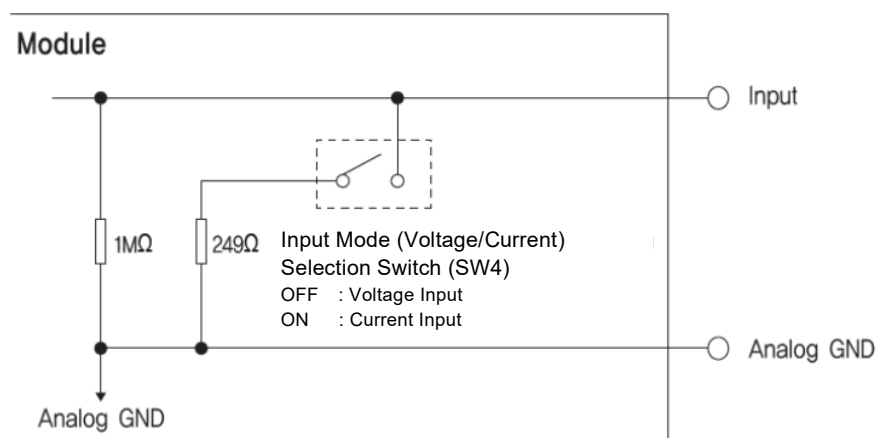 Module
Input
1MΩ
249Ω
Input Mode (Voltage/Current)
Selection Switch (SW4)
OFF : Voltage Input
ON : Current Input
Analog GND
Analog GND